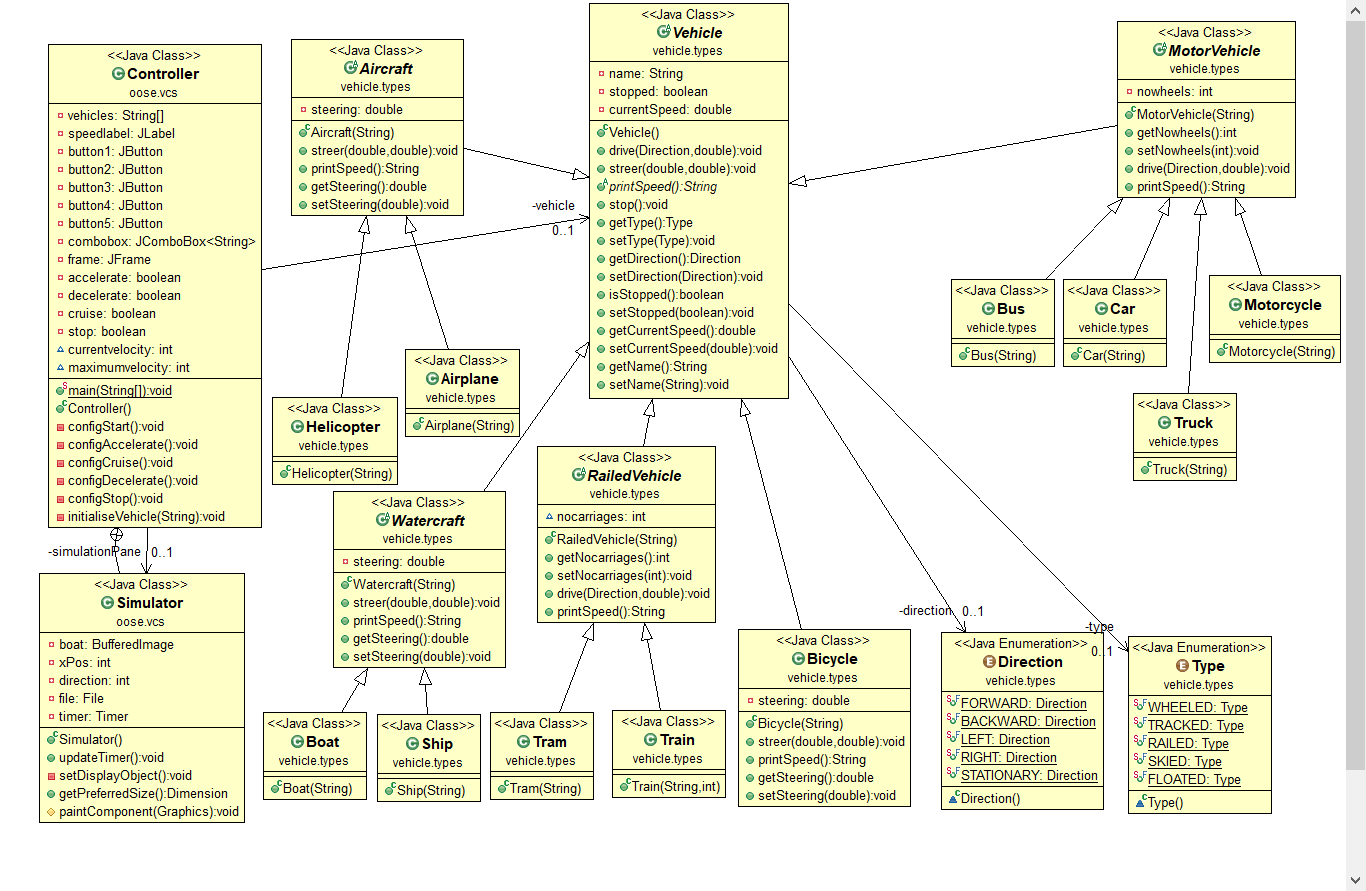 <<Java Class>>
Controller
oose.vcs
vehicles: String[]
speedlabel: JLabel
button1: JButton
button2: JButton
button3: JButton
button4: JButton
button5: JButton
combobox: JComboBox<String>
frame: JFrame
accelerate: boolean
decelerate: boolean
cruise: boolean
stop: boolean
currentvelocity: int
maximumvelocity: int
main(String[]):void
Controller()
configStart():void
configAccelerate():void
configCruise():void
configDecelerate():void
configStop():void
initialiseVehicle(String):void
-simulationPane
0..1
<<Java Class>>
Simulator
oose.vcs
boat: BufferedImage
xPos: int
direction: int
file: File
timer: Timer
Simulator()
updateTimer():void
setDisplayObject():void
getPreferredSize():Dimension
paintComponent(Graphics):void
<<Java Class>>
Aircraft
vehicle.types
steering: double
Aircraft(String)
streer(double,double):void
printSpeed():String
getSteering():double
setSteering(double):void
-vehicle
0..1
<<Java Class>>
Vehicle
vehicle.types
name: String
stopped: boolean
currentSpeed: double
Vehicle()
drive(Direction,double):void
streer(double,double):void
printSpeed():String
stop():void
getType():Type
setType(Type):void
getDirection():Direction
setDirection(Direction):void
isStopped():boolean
setStopped(boolean):void
getCurrentSpeed():double
setCurrentSpeed(double):void
getName():String
setName(String):void
<<Java Class>>
MotorVehicle
vehicle.types
nowheels: int
MotorVehicle(String)
getNowheels():int
setNowheels(int):void
drive(Direction,double):void
printSpeed():String
<<Java Class>>
Bus
vehicle.types
Bus(String)
<<Java Class>>
Car
vehicle.types
Car(String)
<<Java Class>>
Motorcycle
vehicle.types
Motorcycle(String)
<<Java Class>>
Truck
vehicle.types
Truck(String)
<<Java Class>>
Airplane
vehicle.types
Airplane(String)
<<Java Class>>
Helicopter
vehicle.types
Helicopter(String)
<<Java Class>>
Watercraft
vehicle.types
steering: double
Watercraft(String)
streer(double,double):void
printSpeed():String
getSteering():double
setSteering(double):void
<<Java Class>>
RailedVehicle
vehicle.types
nocarriages: int
RailedVehicle(String)
getNocarriages():int
setNocarriages(int):void
drive(Direction,double):void
printSpeed():String
<<Java Class>>
Boat
vehicle.types
Boat(String)
<<Java Class>>
Ship
vehicle.types
Ship(String)
<<Java Class>>
Tram
vehicle.types
Tram(String)
<<Java Class>>
Train
vehicle.types
Train(String,int)
<<Java Class>>
Bicycle
vehicle.types
steering: double
Bicycle(String)
streer(double,double):void
printSpeed():String
getSteering():double
setSteering(double):void
-direction
0..1
<<Java Enumeration>>
Direction
vehicle.types
FORWARD: Direction
BACKWARD: Direction
LEFT: Direction
RIGHT: Direction
STATIONARY: Direction
Direction()
-type
0..1
<<Java Enumeration>>
Type
vehicle.types
WHEELED: Type
TRACKED: Type
RAILED: Type
SKIED: Type
FLOATED: Type
Type()